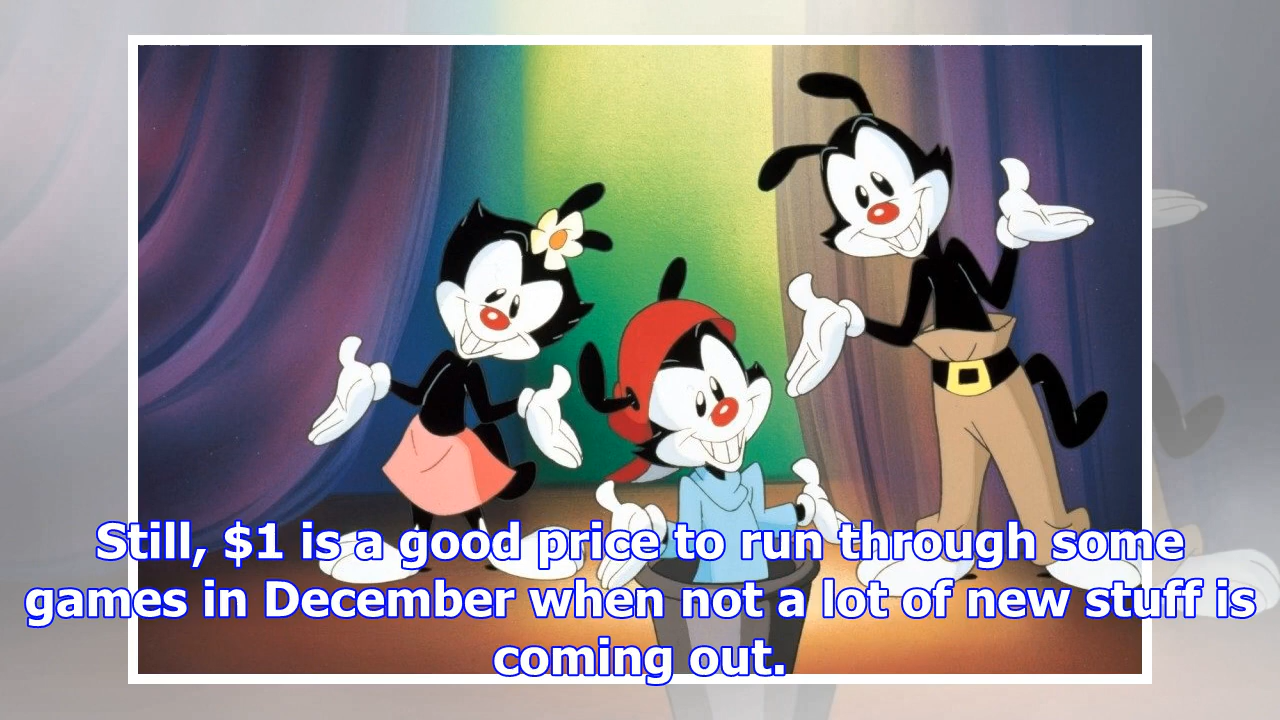 Still, $1 is a good price to run through some
games in December when not a lot of new stuff is
coming out.